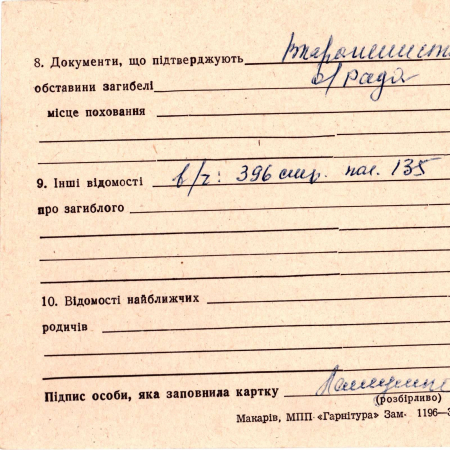 8. Документи, що підтверджують
обставини загибелі с/рада
місце поховання
9. Інші відомості в/ч: 396 стр. пол. 135
про загиблого
10. Відомості найближчих
родичів
Підпис особи, яка заповнила картку
(розбірливо)
Макарів, МПП «Гарнітура» Зам. 1196—3